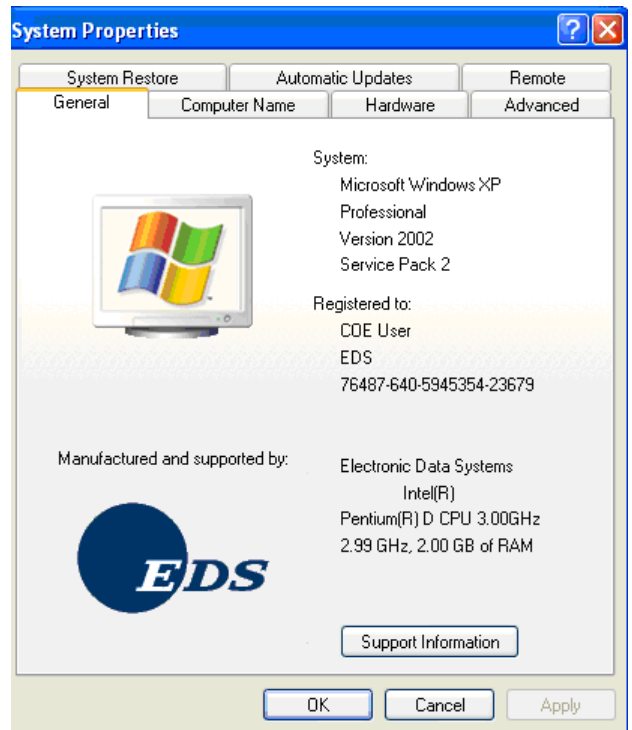 System Properties
System Restore
Automatic Updates
Remote
General
Computer Name
Hardware
Advanced
System:
Microsoft Windows XP
Professional
Version 2002
Service Pack 2
Registered to:
COE User
EDS
76487-640-5945354-23679
Manufactured and supported by:
Electronic Data Systems
Intel(R)
Pentium(R) D CPU 3.00GHz
2.99 GHz, 2.00 GB of RAM
EDS
Support Information
OK
Cancel
Apply